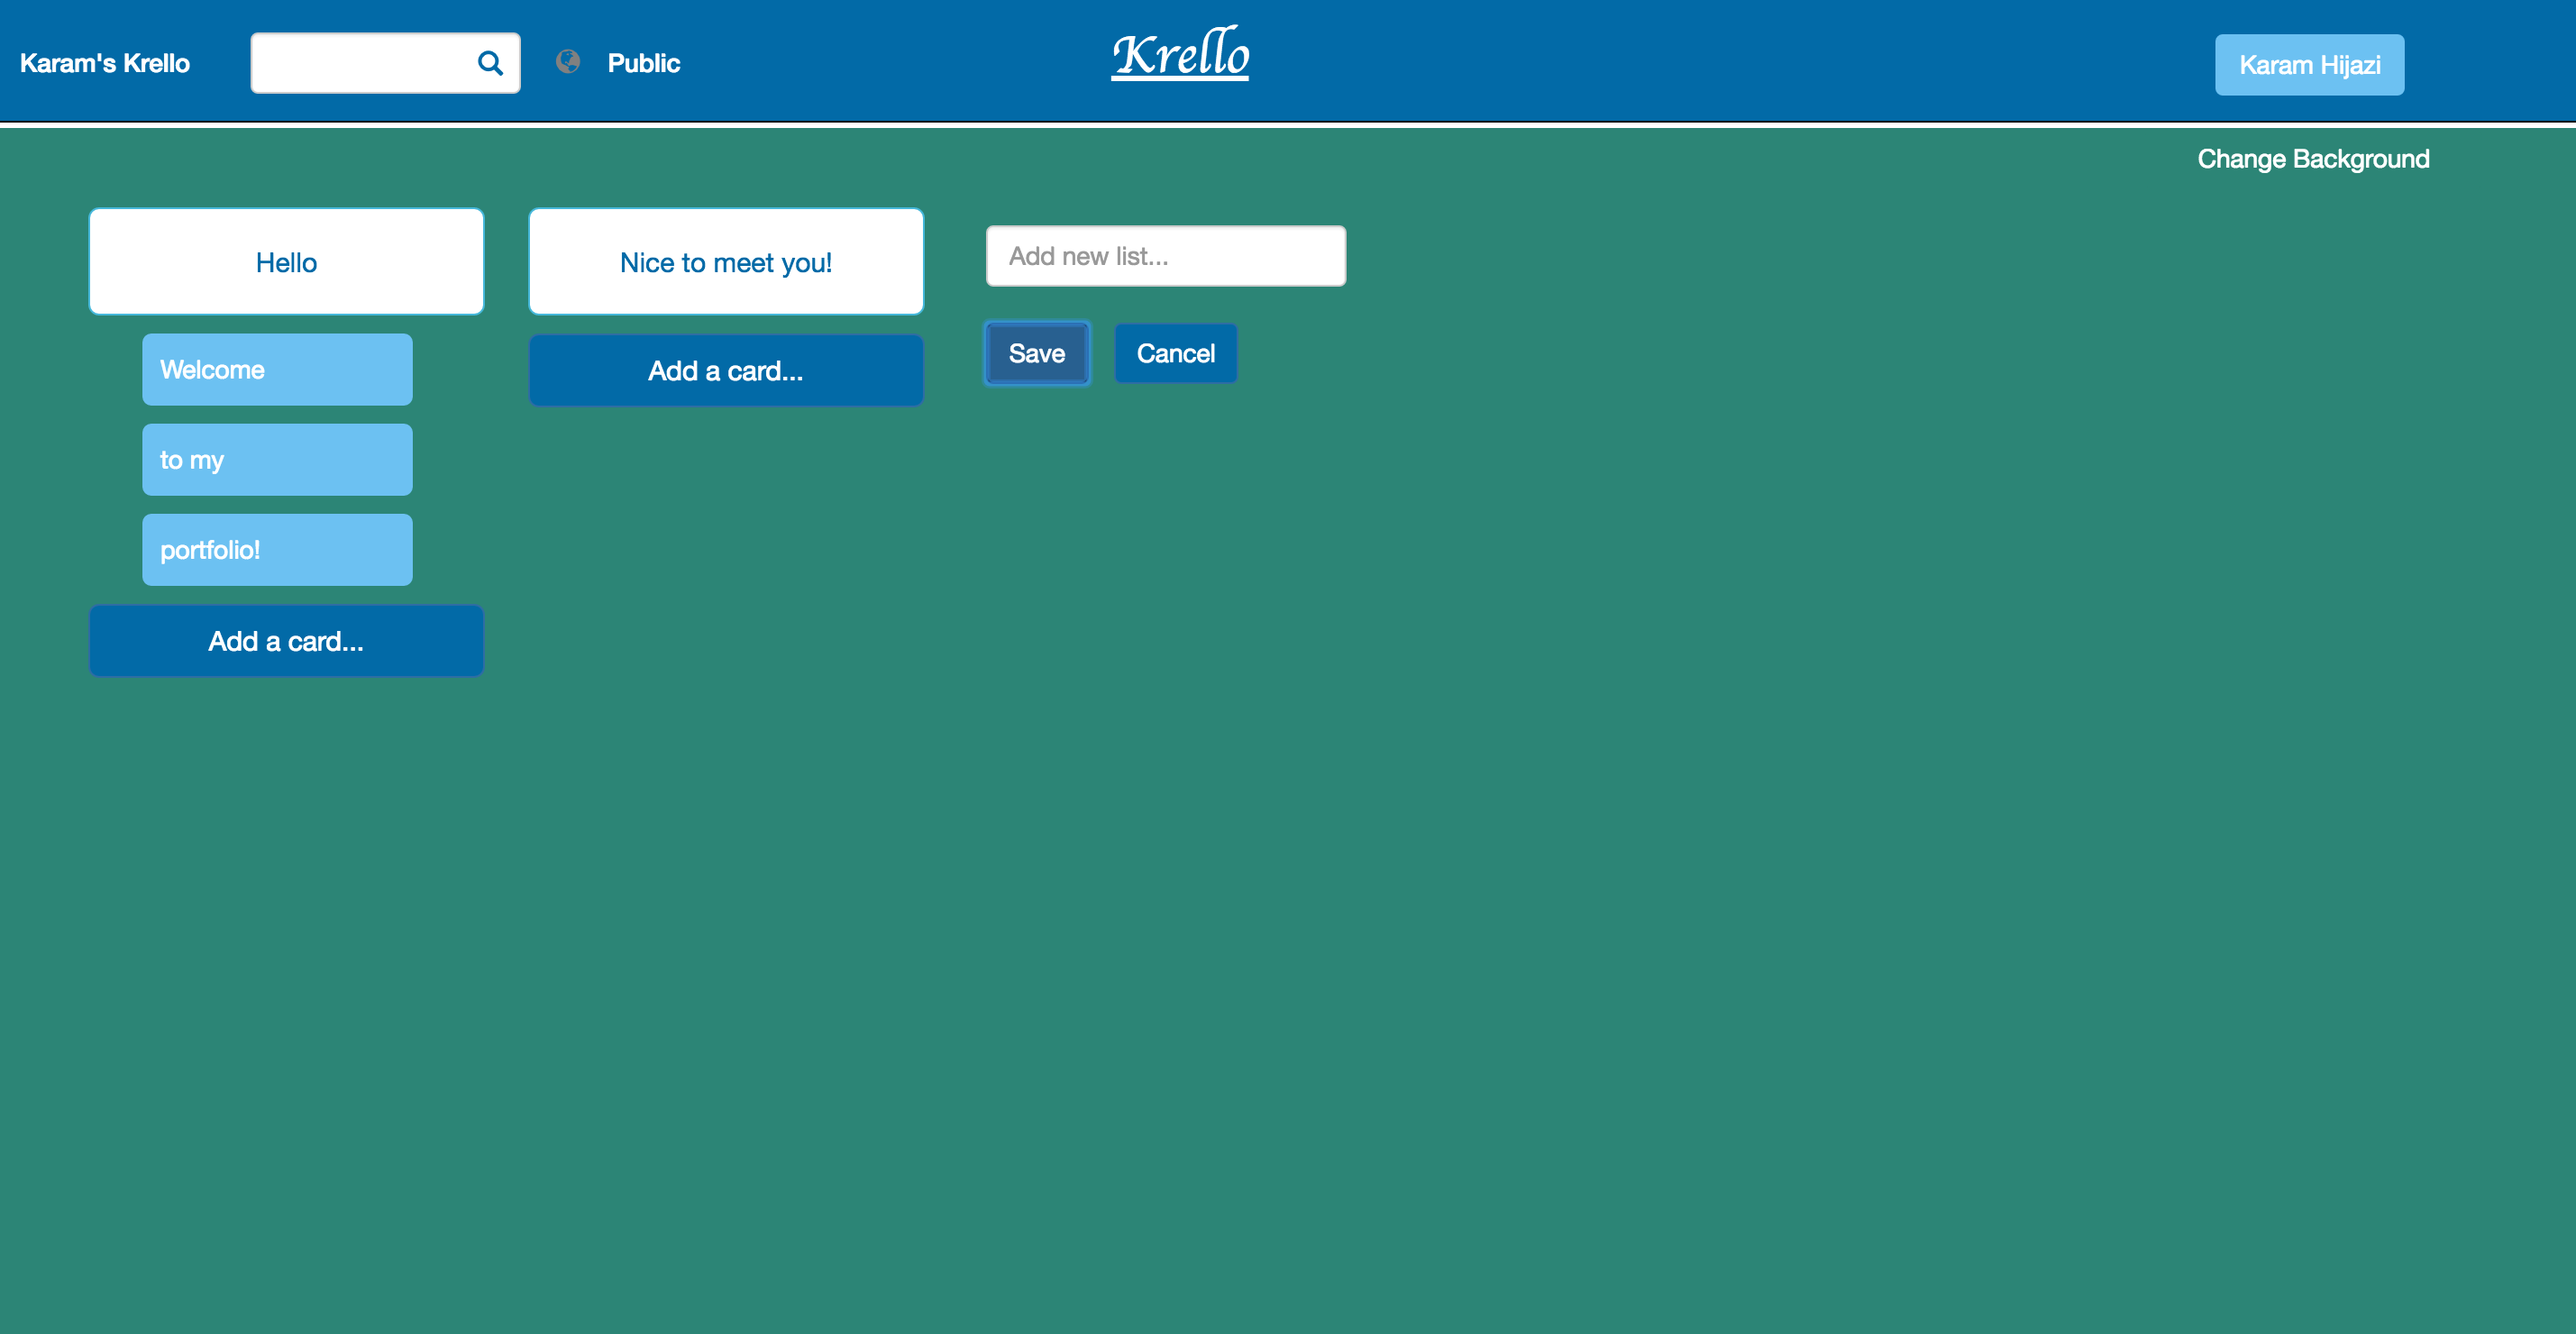 Karam's Krello
Public
Krello
Karam Hijazi
Change Background
Hello
Welcome
to my
portfolio!
Add a card...
Nice to meet you!
Add a card...
Add new list...
Save
Cancel